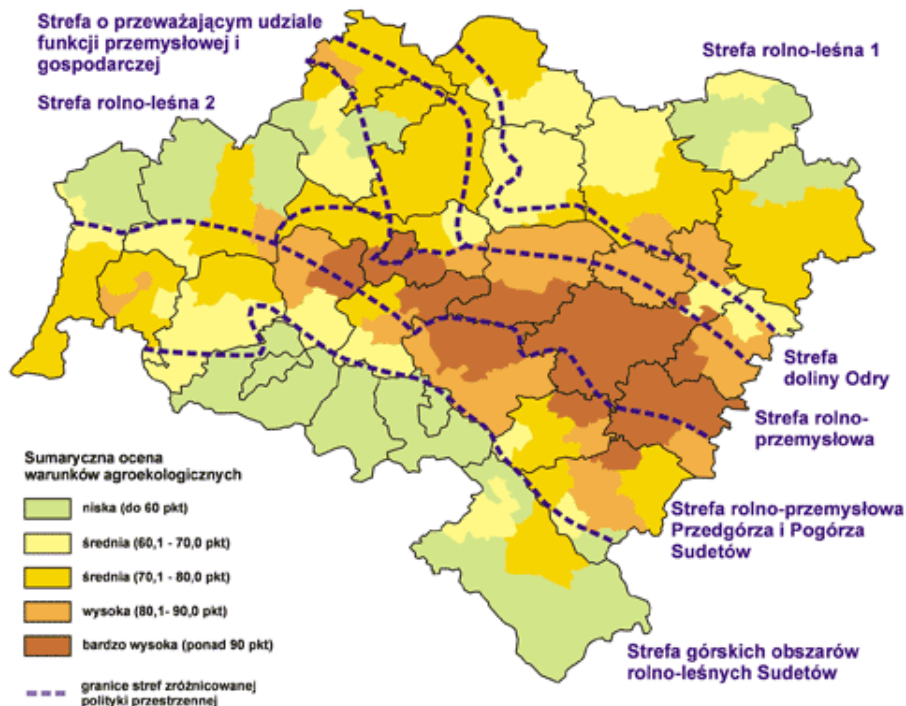 Strefa o przeważającym udziale
funkcji przemysłowej i
gospodarczej
Strefa rolno-leśna 1
Strefa rolno-leśna 2
Strefa
doliny Odry
Strefa rolno-
przemysłowa
Strefa rolno-przemysłowa
Przedgórza i Pogórza
Sudetów
Strefa górskich obszarów
rolno-leśnych Sudetów
Sumaryczna ocena
warunków agroekologicznych
niska (do 60 pkt)
średnia (60,1 - 70,0 pkt)
średnia (70,1 - 80,0 pkt)
wysoka (80,1- 90,0 pkt)
bardzo wysoka (ponad 90 pkt)
granice stref zróżnicowanej
polityki przestrzennej